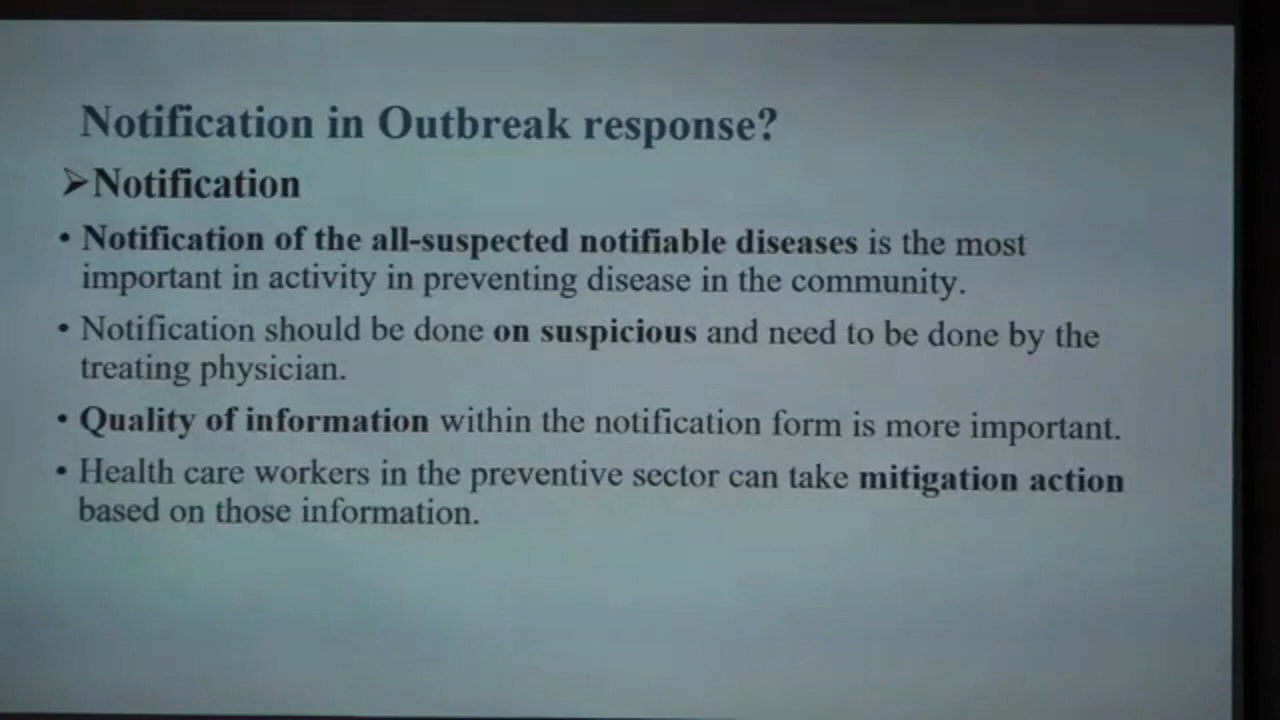 Notification in Outbreak response?
➢Notification
• Notification of the all-suspected notifiable diseases is the most
important in activity in preventing disease in the community.
• Notification should be done on suspicious and need to be done by the
treating physician.
• Quality of information within the notification form is more important.
• Health care workers in the preventive sector can take mitigation action
based on those information.